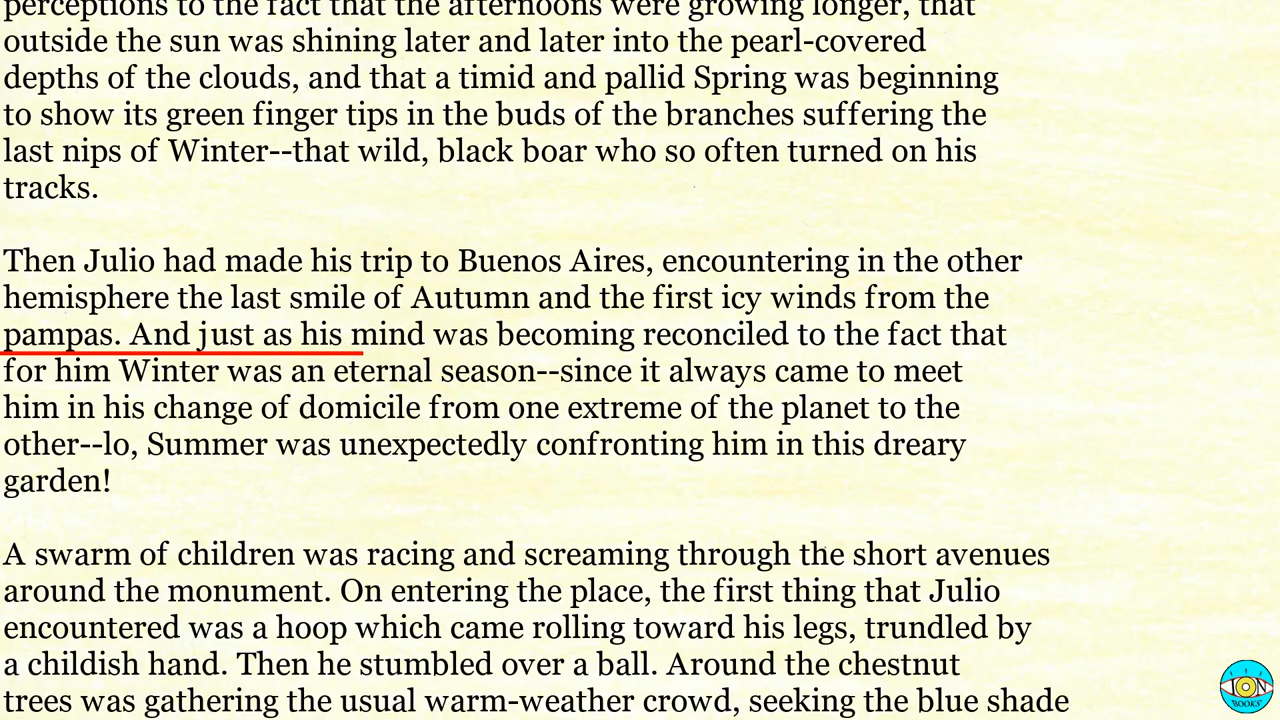 perceptions to the fact that the afternoons were growing longer, that
outside the sun was shining later and later into the pearl-covered
depths of the clouds, and that a timid and pallid Spring was beginning
to show its green finger tips in the buds of the branches suffering the
last nips of Winter--that wild, black boar who so often turned on his
tracks.
Then Julio had made his trip to Buenos Aires, encountering in the other
hemisphere the last smile of Autumn and the first icy winds from the
pampas. And just as his mind was becoming reconciled to the fact that
for him Winter was an eternal season--since it always came to meet
him in his change of domicile from one extreme of the planet to the
other--lo, Summer was unexpectedly confronting him in this dreary
garden!
A swarm of children was racing and screaming through the short avenues
around the monument. On entering the place, the first thing that Julio
encountered was a hoop which came rolling toward his legs, trundled by
a childish hand. Then he stumbled over a ball. Around the chestnut
trees was gathering the usual warm-weather crowd, seeking the blue shade
ION
BOOKS